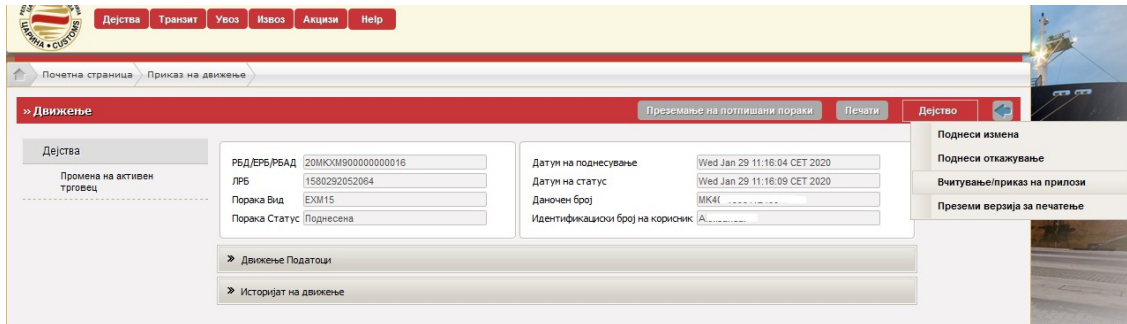 ЦАРИНА • CUSTOMS
Дејства Транзит Увоз Извоз Акцизи Help
Почетна страница Приказ на движење
» Движење Преземање на потпишани пораки Печати Дејство
Поднеси измена
Поднеси откажување
Вчитување/приказ на прилози
Преземи верзија за печатење
Дејства
Промена на активен
трговец
РБД/ЕРБ/РБАД 20MKXM900000000016
ЛРБ 1580292052064
Порака Вид EXM15
Порака Статус Поднесена
Датум на поднесување Wed Jan 29 11:16:04 CET 2020
Датум на статус Wed Jan 29 11:16:09 CET 2020
Даночен број
Идентификациски број на корисник
» Движење Податоци
» Историјат на движење